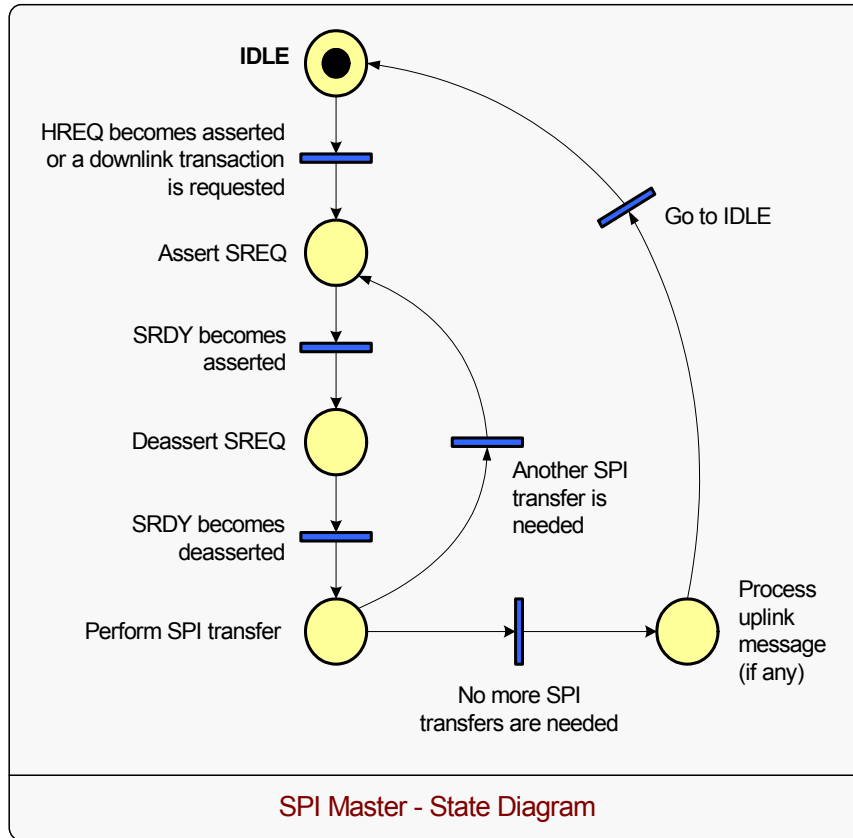 IDLE
HREQ becomes asserted
or a downlink transaction
is requested
Go to IDLE
Assert SREQ
SRDY becomes
asserted
Deassert SREQ
Another SPI
transfer is
needed
SRDY becomes
deasserted
Perform SPI transfer
Process
uplink
message
(if any)
No more SPI
transfers are needed
SPI Master - State Diagram